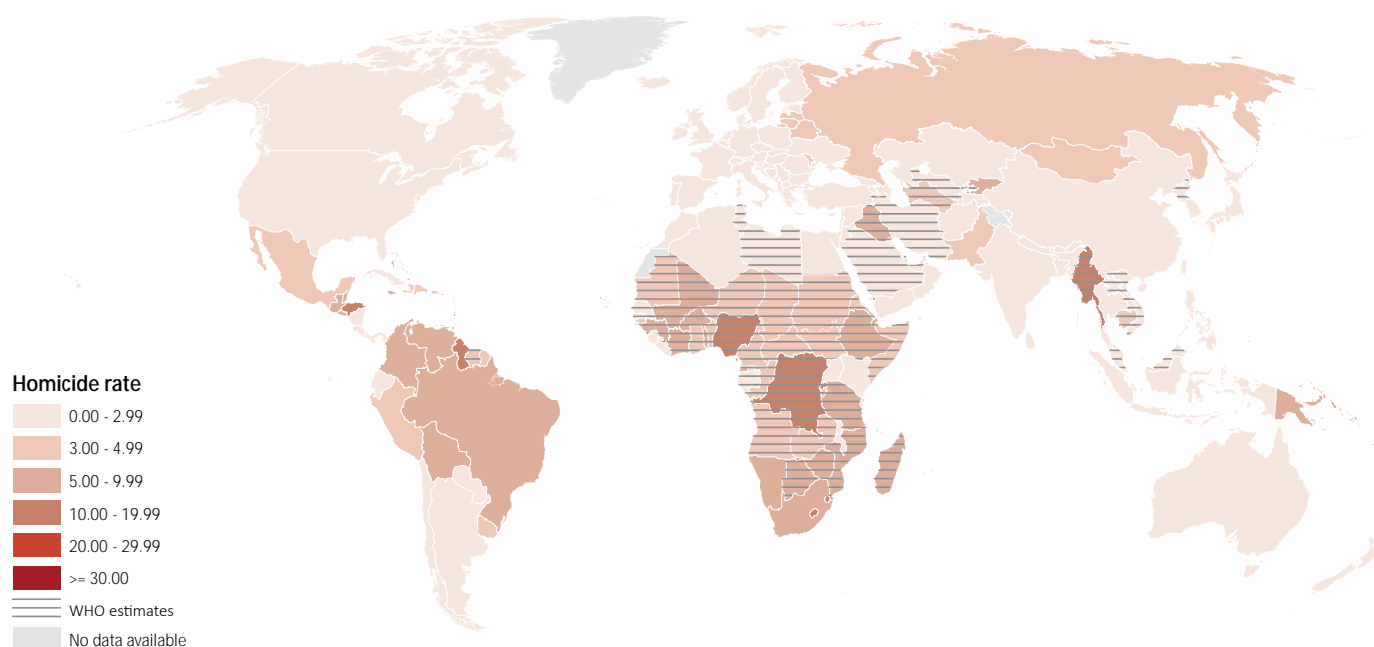 Homicide rate
0.00 - 2.99
3.00 - 4.99
5.00 - 9.99
10.00 - 19.99
20.00 - 29.99
>= 30.00
WHO estimates
No data available